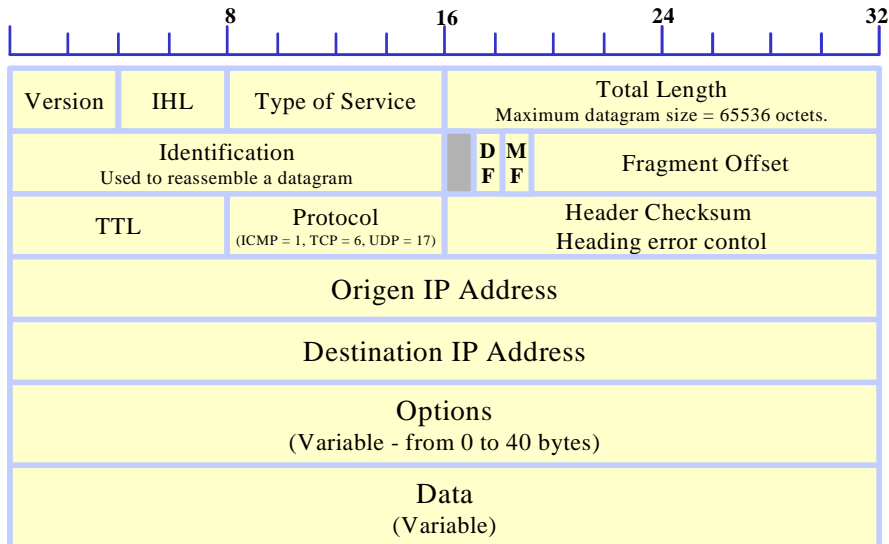 8 16 24 32
Version IHL Type of Service Total Length
Maximum datagram size = 65536 octets.
Identification
Used to reassemble a datagram
D M
F F
Fragment Offset
TTL
Protocol
(ICMP = 1, TCP = 6, UDP = 17)
Header Checksum
Heading error contol
Origen IP Address
Destination IP Address
Options
(Variable - from 0 to 40 bytes)
Data
(Variable)